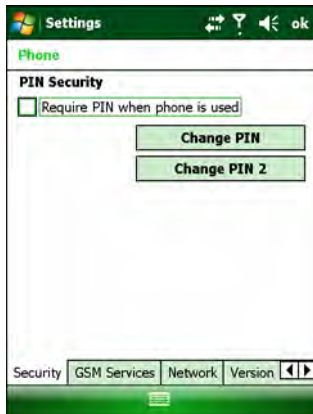 Settings
ok
Phone
PIN Security
Require PIN when phone is used
Change PIN
Change PIN 2
Security GSM Services Network Version